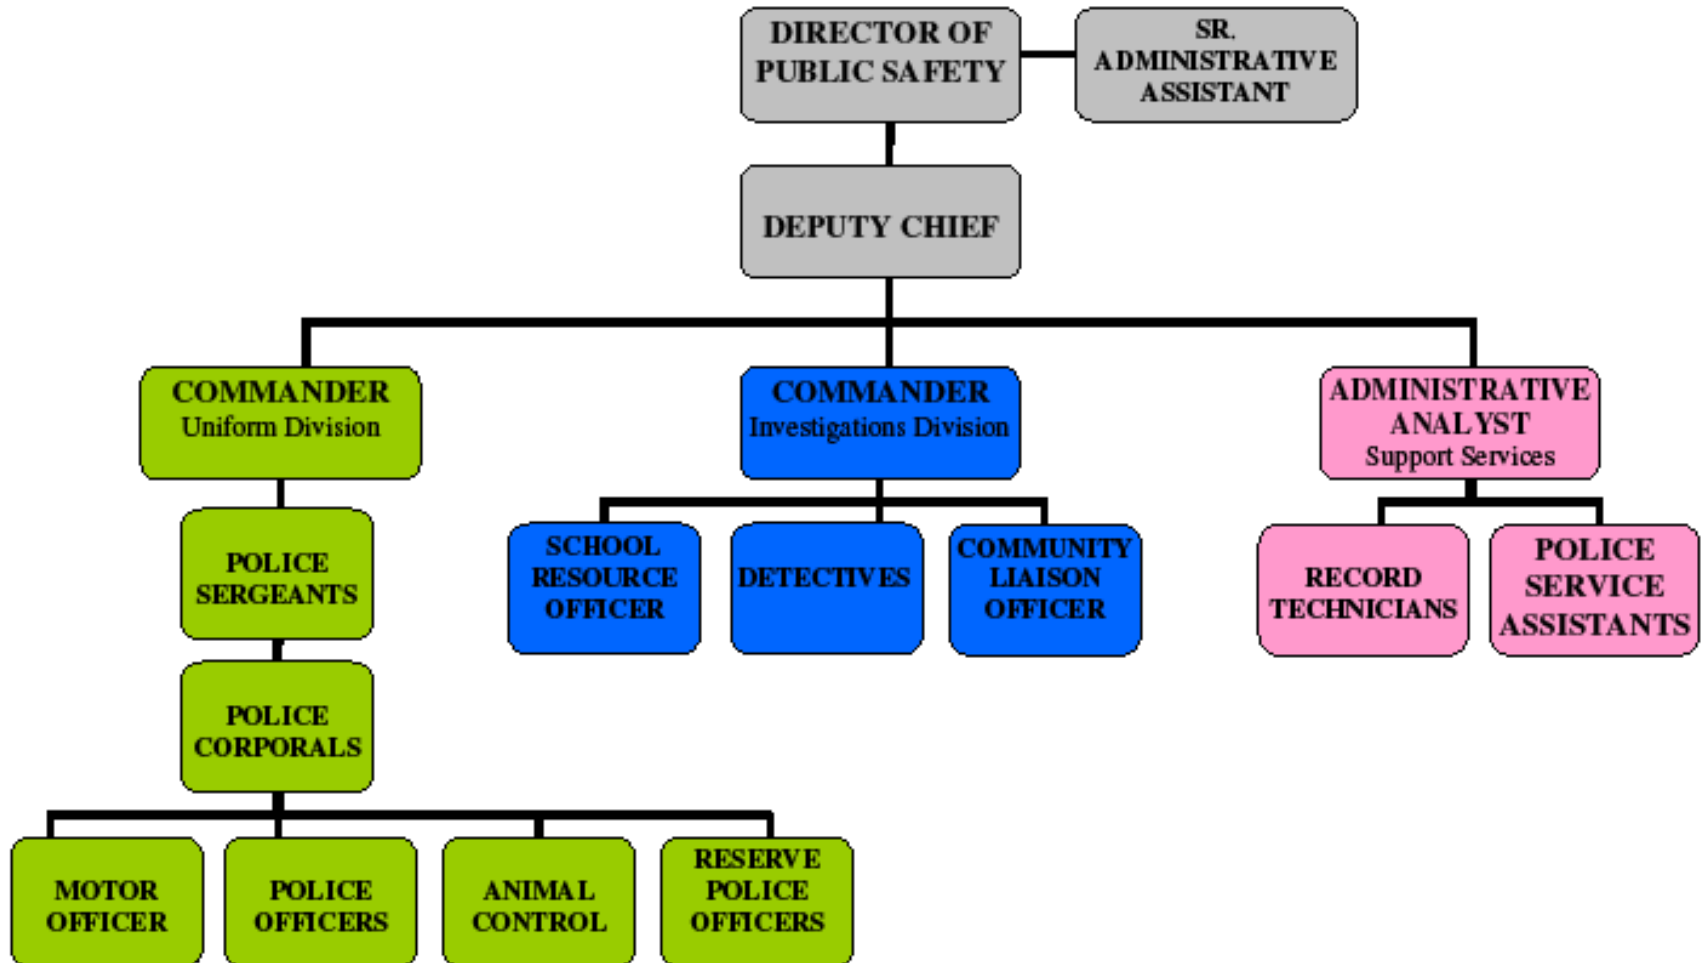 DIRECTOR OF
PUBLIC SAFETY
SR.
ADMINISTRATIVE
ASSISTANT
DEPUTY CHIEF
COMMANDER
Uniform Division
COMMANDER
Investigations Division
ADMINISTRATIVE
ANALYST
Support Services
POLICE
SERGEANTS
SCHOOL
RESOURCE
OFFICER
DETECTIVES
COMMUNITY
LIAISON
OFFICER
RECORD
TECHNICIANS
POLICE
SERVICE
ASSISTANTS
POLICE
CORPORALS
MOTOR
OFFICER
POLICE
OFFICERS
ANIMAL
CONTROL
RESERVE
POLICE
OFFICERS